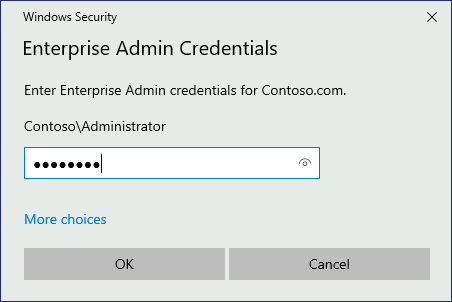 Windows Security
Enterprise Admin Credentials
Enter Enterprise Admin credentials for Contoso.com.
Contoso\Administrator
●●●●●●●●
More choices
OK
Cancel